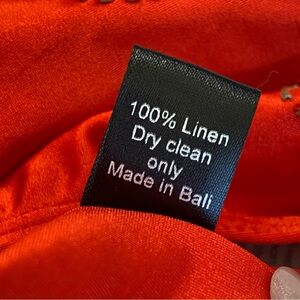 100% Linen
Dry clean
only
Made in Bali